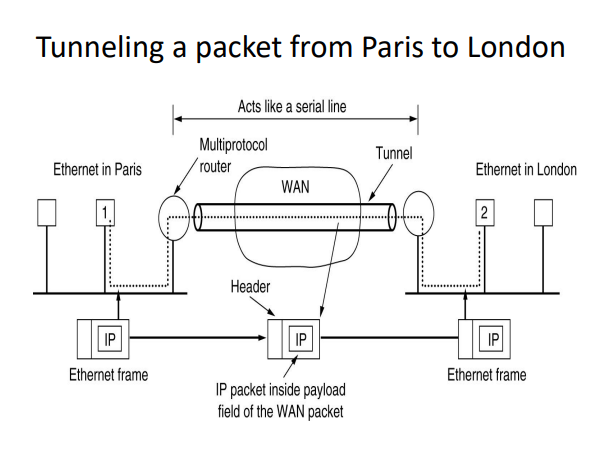 Tunneling a packet from Paris to London
Acts like a serial line
Multiprotocol
router
Tunnel
Ethernet in Paris
Ethernet in London
WAN
1
2
Header
IP
IP
IP
Ethernet frame
Ethernet frame
IP packet inside payload
field of the WAN packet